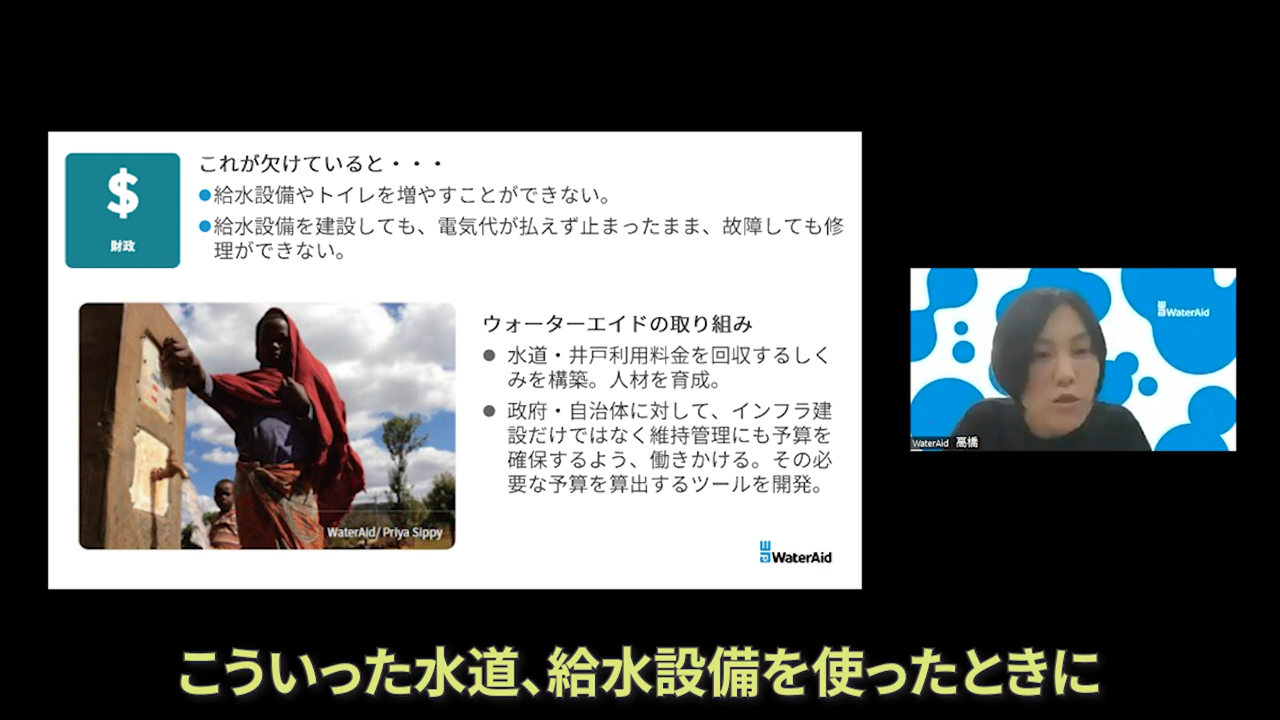 これが欠けていると・・・
●給水設備やトイレを増やすことができない。
●給水設備を建設しても、電気代が払えず止まったまま、故障しても修
理ができない。
$
財政
ウォーターエイドの取り組み
● 水道・井戸利用料金を回収するしく
みを構築。人材を育成。
● 政府・自治体に対して、インフラ建
設だけではなく維持管理にも予算を
確保するよう、働きかける。その必
要な予算を算出するツールを開発。
WaterAid/ Priya Sippy
WaterAid
WaterAid
WaterAid 高橋
こういった水道、給水設備を使ったときに